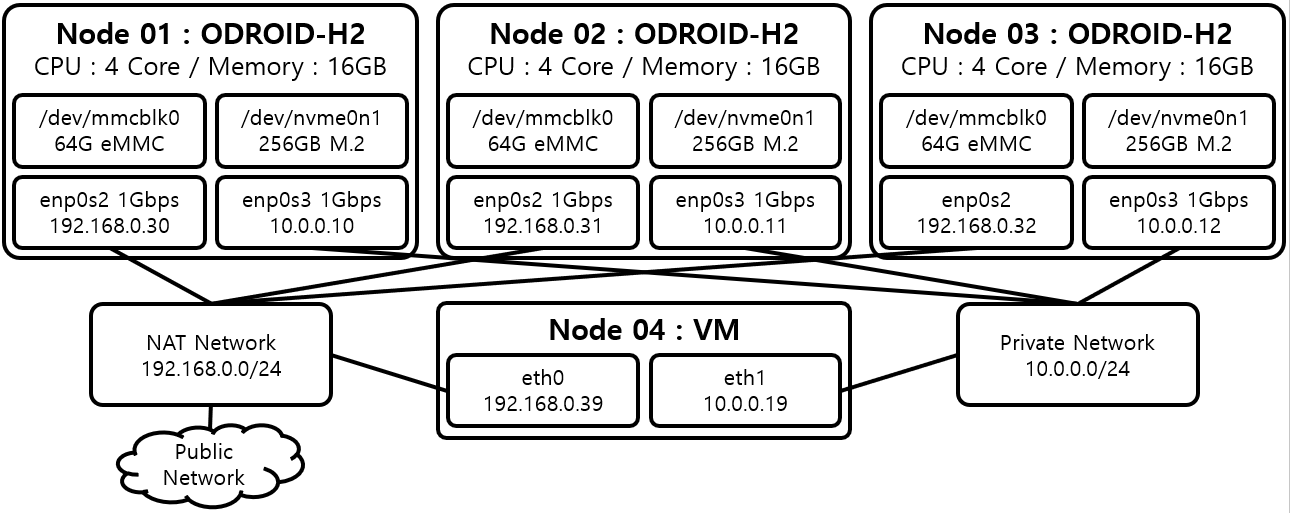 Node 01 : ODROID-H2
CPU : 4 Core / Memory : 16GB
/dev/mmcblk0
64G eMMC
/dev/nvme0n1
256GB M.2
enp0s2 1Gbps
192.168.0.30
enp0s3 1Gbps
10.0.0.10
Node 02 : ODROID-H2
CPU : 4 Core / Memory : 16GB
/dev/mmcblk0
64G eMMC
/dev/nvme0n1
256GB M.2
enp0s2 1Gbps
192.168.0.31
enp0s3 1Gbps
10.0.0.11
Node 03 : ODROID-H2
CPU : 4 Core / Memory : 16GB
/dev/mmcblk0
64G eMMC
/dev/nvme0n1
256GB M.2
enp0s2
192.168.0.32
enp0s3 1Gbps
10.0.0.12
NAT Network
192.168.0.0/24
Node 04 : VM
eth0
192.168.0.39
eth1
10.0.0.19
Private Network
10.0.0.0/24
Public
Network